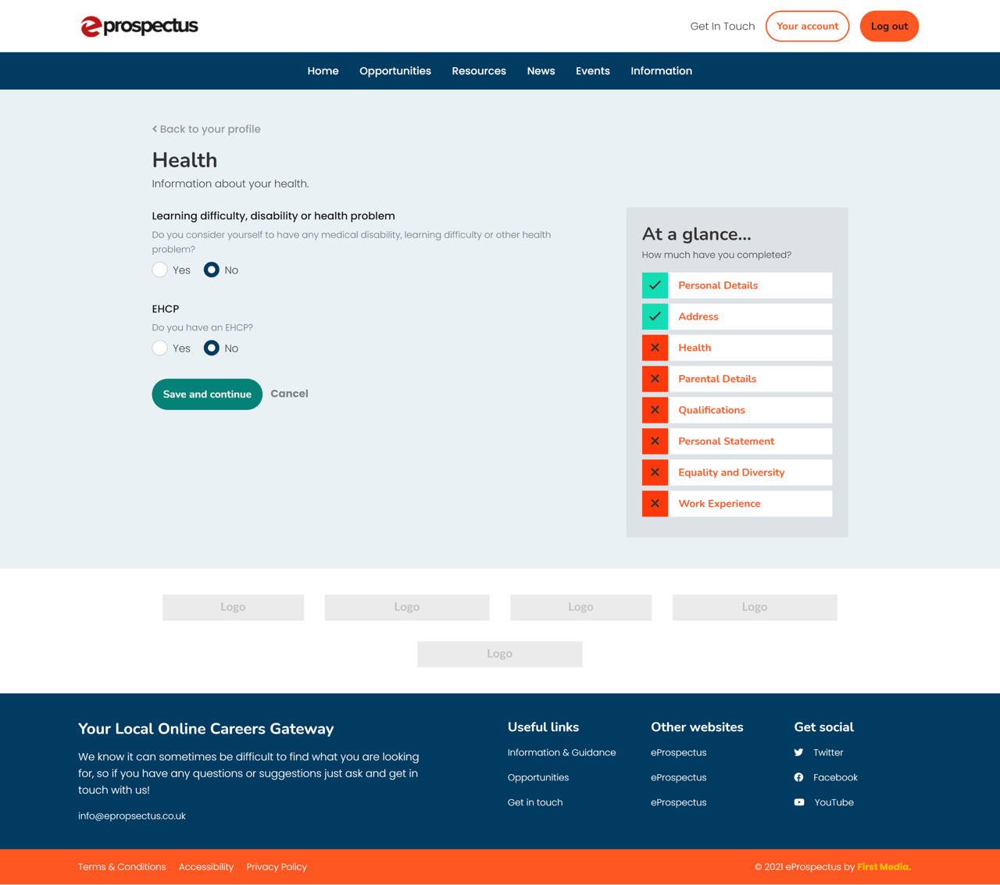 eprospectus
Get In Touch
Your account
Log out
Home
Opportunities
Resources
News
Events
Information
Back to your profile
Health
Information about your health.
Learning difficulty, disability or health problem
Do you consider yourself to have any medical disability, learning difficulty or other health
problem?
Yes
No
EHCP
Do you have an EHCP?
Yes
No
Save and continue
Cancel
At a glance...
How much have you completed?
Personal Details
Address
Health
Parental Details
Qualifications
Personal Statement
Equality and Diversity
Work Experience
Logo
Logo
Logo
Logo
Logo
Your Local Online Careers Gateway
We know it can sometimes be difficult to find what you are looking
for, so if you have any questions or suggestions just ask and get in
touch with us!
info@epropsectus.co.uk
Useful links
Information & Guidance
Opportunities
Get in touch
Other websites
eProspectus
eProspectus
eProspectus
Get social
Twitter
Facebook
YouTube
Terms & Conditions
Accessibility
Privacy Policy
© 2021 eProspectus by First Media.